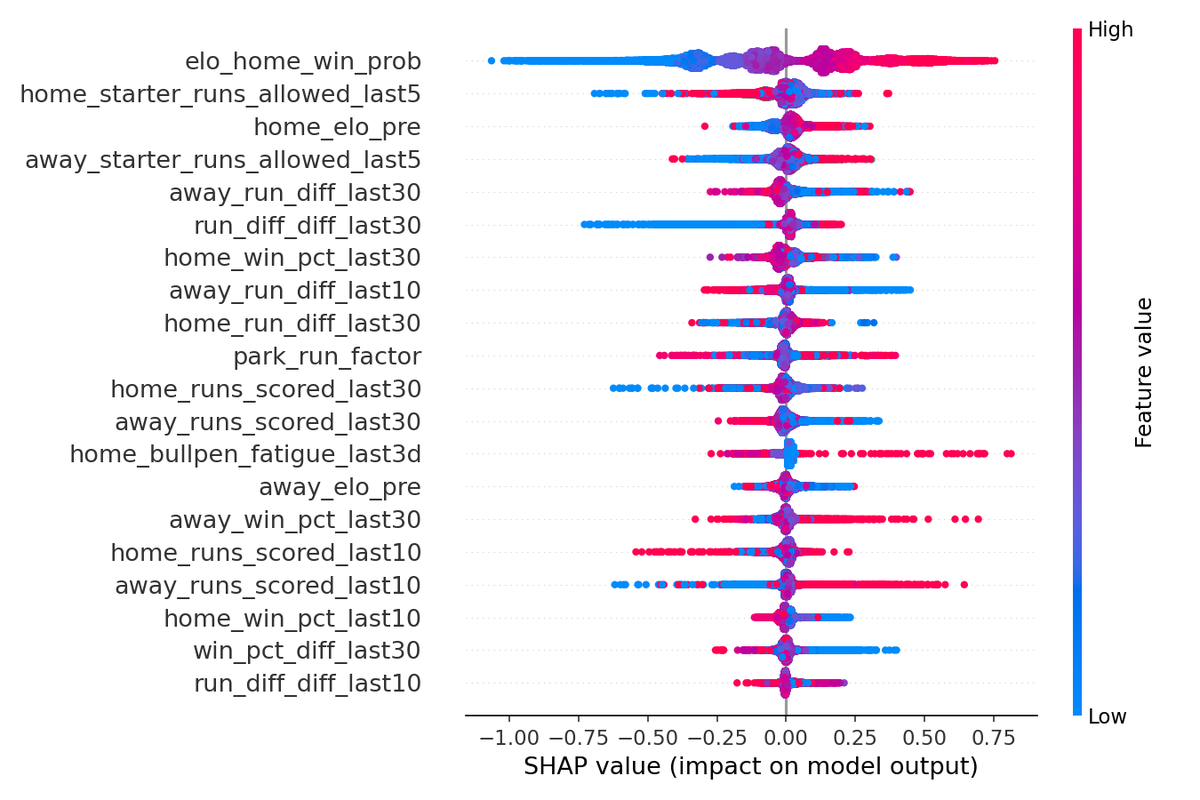 High
elo_home_win_prob
home_starter_runs_allowed_last5
home_elo_pre
away_starter_runs_allowed_last5
away_run_diff_last30
run_diff_diff_last30
home_win_pct_last30
away_run_diff_last10
home_run_diff_last30
park_run_factor
home_runs_scored_last30
away_runs_scored_last30
home_bullpen_fatigue_last3d
away_elo_pre
away_win_pct_last30
home_runs_scored_last10
away_runs_scored_last10
home_win_pct_last10
win_pct_diff_last30
run_diff_diff_last10
Feature value
Low
−1.00 −0.75 −0.50 −0.25 0.00 0.25 0.50 0.75
SHAP value (impact on model output)